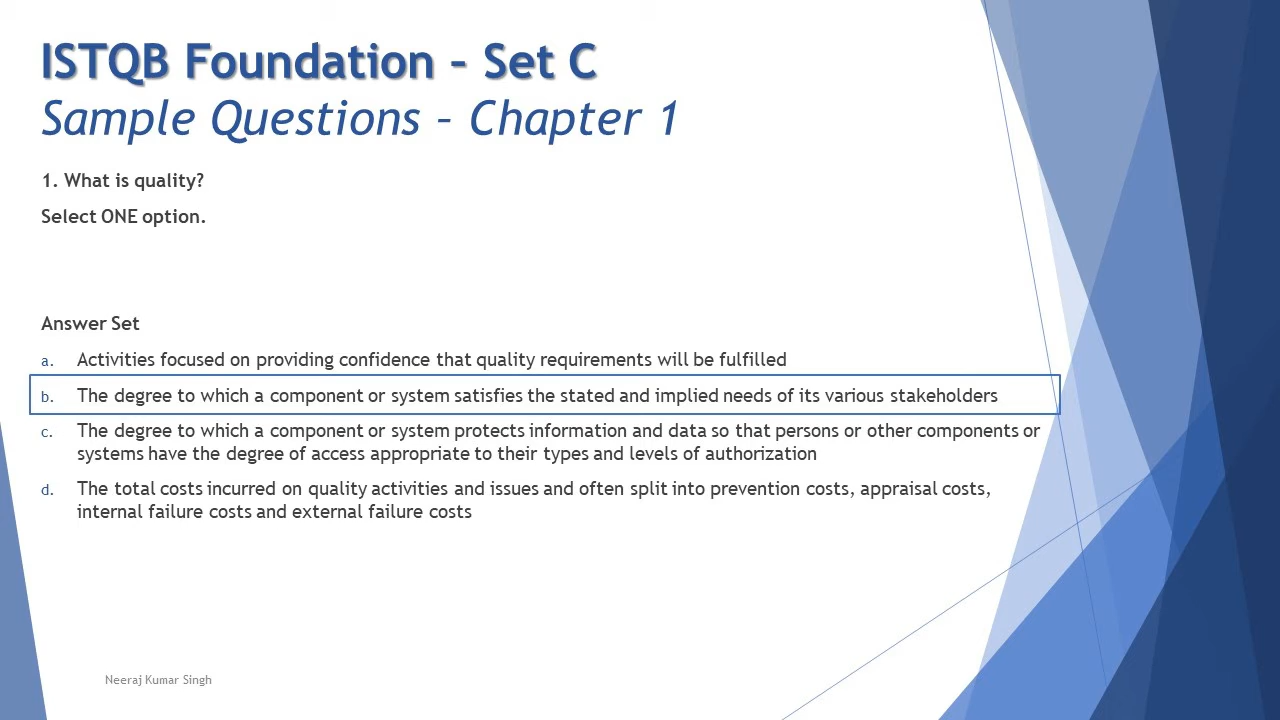 ISTQB Foundation – Set C
Sample Questions – Chapter 1
1. What is quality?
Select ONE option.
Answer Set
a. Activities focused on providing confidence that quality requirements will be fulfilled
b. The degree to which a component or system satisfies the stated and implied needs of its various stakeholders
c. The degree to which a component or system protects information and data so that persons or other components or
systems have the degree of access appropriate to their types and levels of authorization
d. The total costs incurred on quality activities and issues and often split into prevention costs, appraisal costs,
internal failure costs and external failure costs
Neeraj Kumar Singh